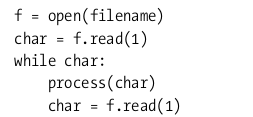 f = open(filename)
char = f.read(1)
while char:
    process(char)
    char = f.read(1)